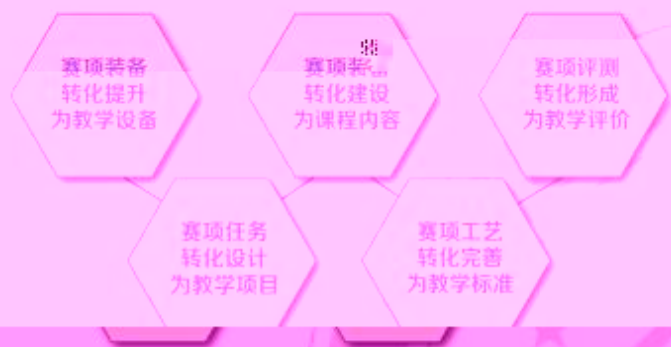 赛项装备
转化提升
为教学设备
赛项装
转化建设
为课程内容
赛项评测
转化形成
为教学评价
赛项任务
转化设计
为教学项目
赛项工艺
转化完善
为教学标准